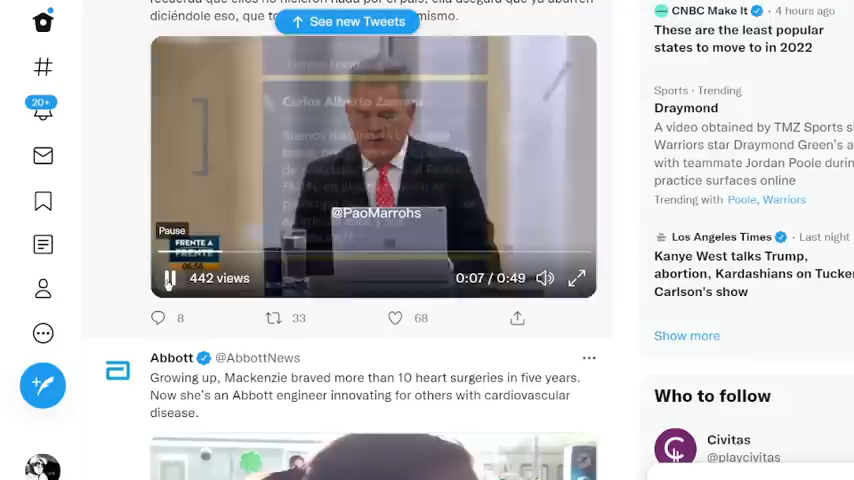 recuerda que ellos no hicieron nada por el país, ella asegura que ya aburren
diciéndole eso, que
mismo.
See new Tweets
Carlos Alberto
@PaoMarrohs
Pause
FRENTE A
FRENTE
06:56
442 views
0:07 / 0:49
8
33
68
Abbott @AbbottNews
Growing up, Mackenzie braved more than 10 heart surgeries in five years.
Now she's an Abbott engineer innovating for others with cardiovascular
disease.
20+
CNBC Make It · 4 hours ago
These are the least popular
states to move to in 2022
Sports · Trending
Draymond
A video obtained by TMZ Sports s
Warriors star Draymond Green's a
with teammate Jordan Poole durin
practice surfaces online
Trending with Poole, Warriors
Los Angeles Times · Last night
Kanye West talks Trump,
abortion, Kardashians on Tucke
Carlson's show
Show more
Who to follow
Civitas
@playcivitas